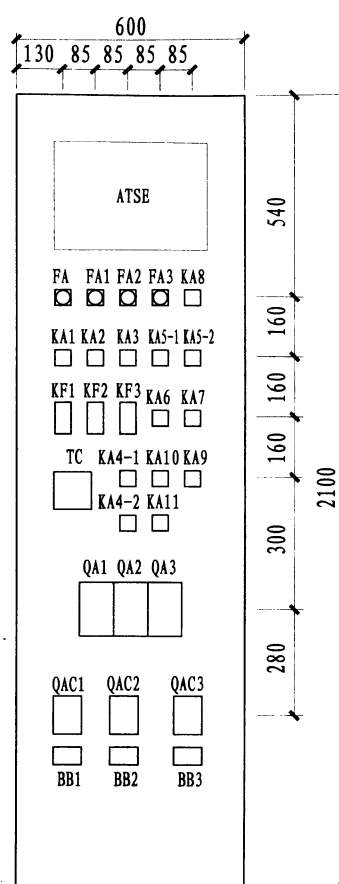 600
130 85 85 85 85
ATSE
540
FA FA1 FA2 FA3 KA8
160
KA1 KA2 KA3 KA5-1 KA5-2
160
KF1 KF2 KF3 KA6 KA7
160
TC KA4-1 KA10 KA9
2100
KA4-2 KA11
300
QA1 QA2 QA3
280
QAC1 QAC2 QAC3
BB1 BB2 BB3